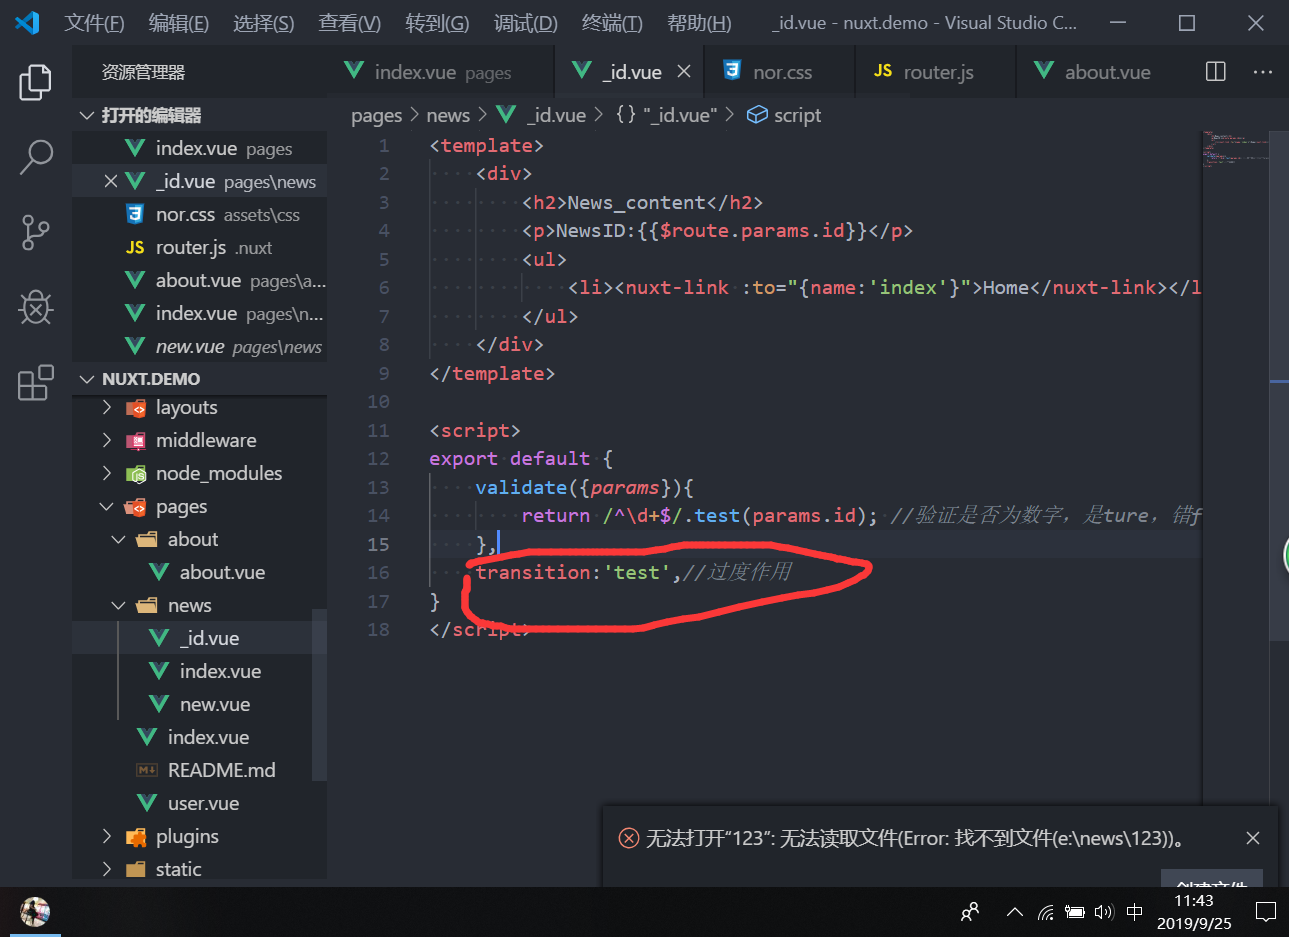 文件(F) 编辑(E) 选择(S) 查看(V) 转到(G) 调试(D) 终端(T) 帮助(H) _id.vue - nuxt.demo - Visual Studio C...
资源管理器
index.vue pages _id.vue nor.css JS router.js about.vue ...
打开的编辑器
index.vue pages
_id.vue pages\news
nor.css assets\css
JS router.js .nuxt
about.vue pages\a...
index.vue pages\n...
new.vue pages\news
NUXT.DEMO
layouts
middleware
node_modules
pages
about
about.vue
news
_id.vue
index.vue
new.vue
index.vue
README.md
user.vue
plugins
static
pages > news > _id.vue > {} "_id.vue" > script
1 <template>
2 <div>
3 <h2>News_content</h2>
4 <p>NewsID:{{$route.params.id}}</p>
5 <ul>
6 <li><nuxt-link :to="{name:'index'}">Home</nuxt-link></l
7 </ul>
8 </div>
9 </template>
10
11 <script>
12 export default {
13 validate({params}){
14 return /^\d+$/.test(params.id); //验证是否为数字，是ture，错f
15 },
16 transition:'test',//过度作用
17 }
18 </script>
无法打开“123”: 无法读取文件(Error: 找不到文件(e:\news\123))。
创建文件
中
11:43
2019/9/25